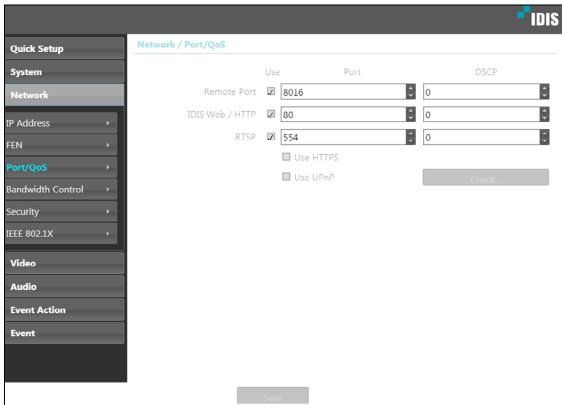 IDIS
Quick Setup
System
Network
IP Address
FEN
Port/QoS
Bandwidth Control
Security
IEEE 802.1X
Video
Audio
Event Action
Event
Network / Port/QoS
Use Port DSCP
Remote Port 8016 0
IDIS Web / HTTP 80 0
RTSP 554 0
Use HTTPS
Use UPnP Check...
Save